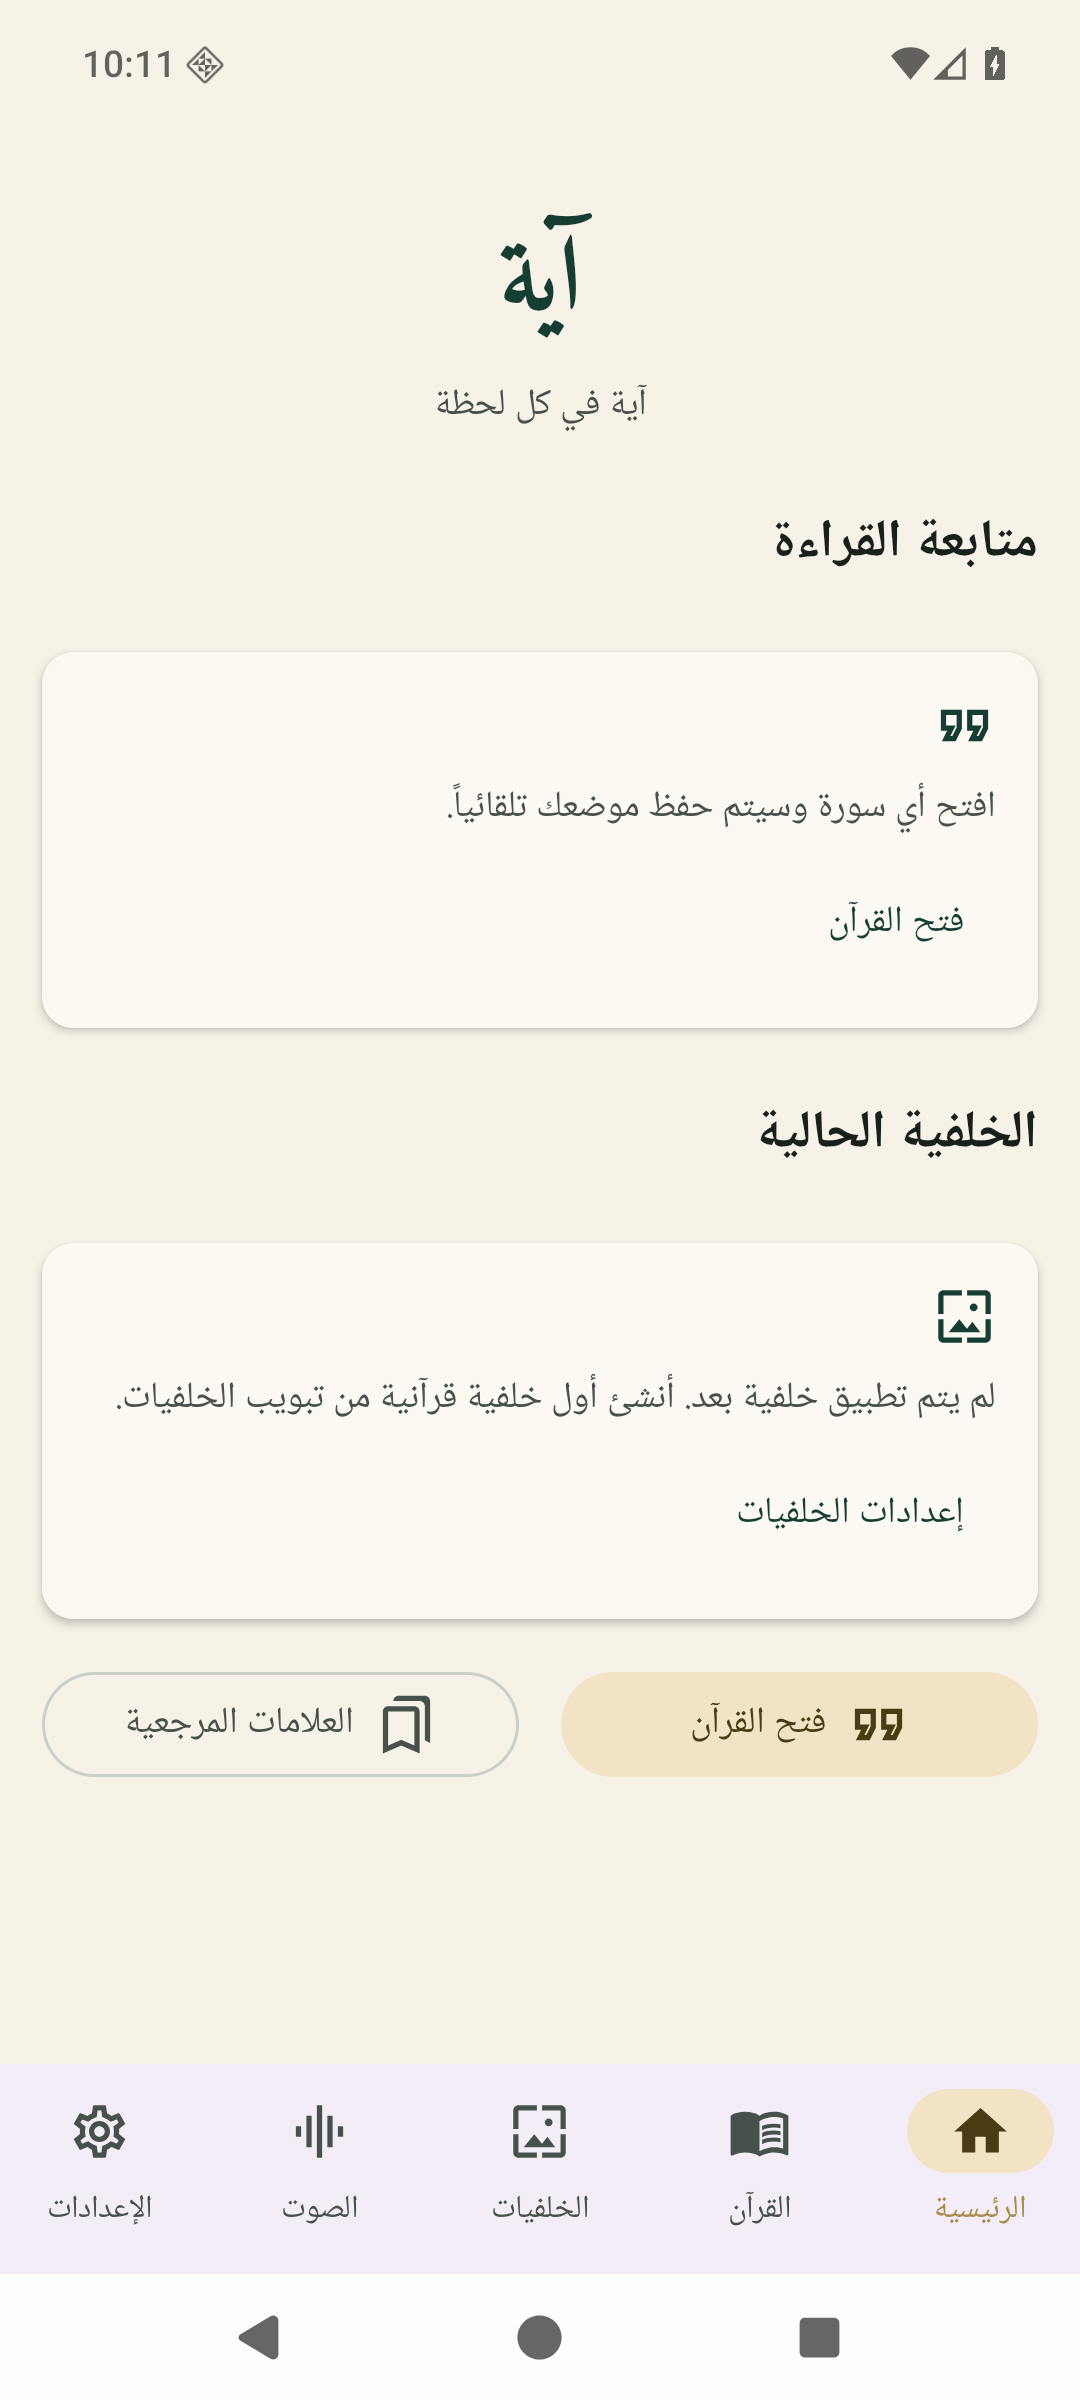 10:11
آية
آية في كل لحظة
متابعة القراءة
افتح أي سورة وسيتم حفظ موضعك تلقائياً.
فتح القرآن
الخلفية الحالية
لم يتم تطبيق خلفية بعد. أنشئ أول خلفية قرآنية من تبويب الخلفيات.
إعدادات الخلفيات
فتح القرآن
العلامات المرجعية
الرئيسية
القرآن
الخلفيات
الصوت
الإعدادات